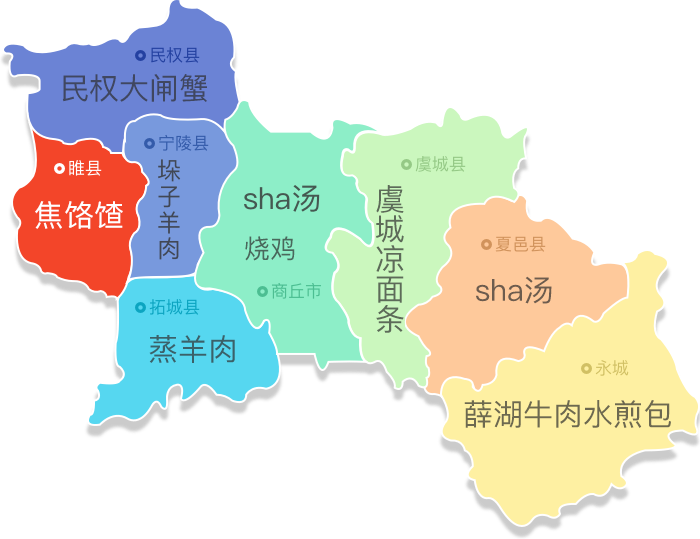 民权县
民权大闸蟹
睢县
焦饹馇
宁陵县
垛子羊肉
sha汤
烧鸡
商丘市
虞城县
虞城凉面条
夏邑县
sha汤
拓城县
蒸羊肉
永城
薛湖牛肉水煎包